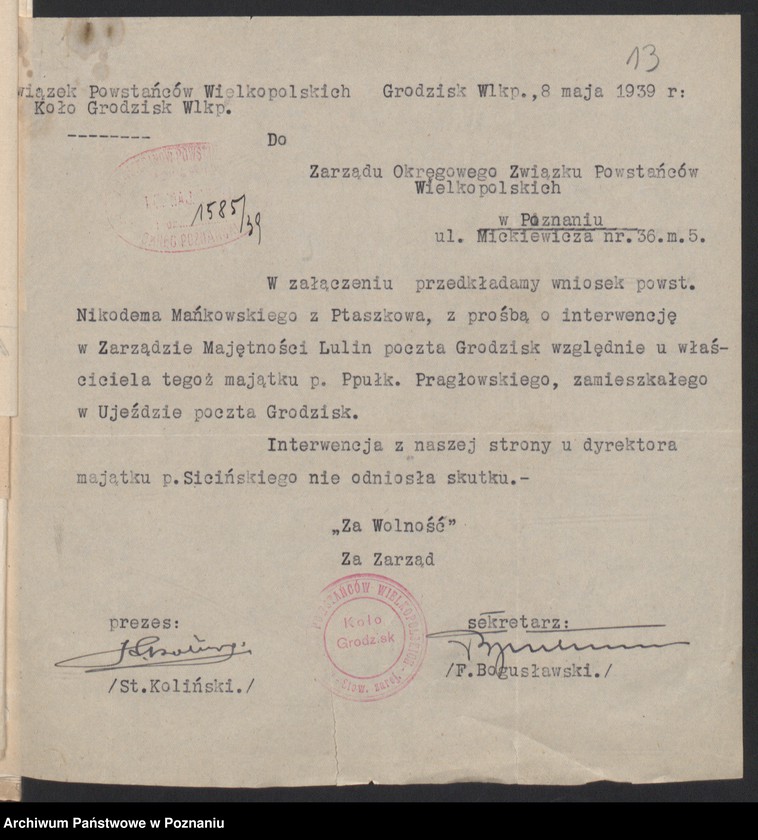 13
wiązek Powstańców Wielkopolskich Grodzisk Wlkp.,8 maja 1939 r:
Koło Grodzisk Wlkp.
---------
Do
Zarządu Okręgowego Związku Powstańców
Wielkopolskich
w Poznaniu
ul. Mickiewicza nr.36.m.5.
1585/39
W załączeniu przedkładamy wniosek powst.
Nikodema Mańkowskiego z Ptaszkowa, z prośbą o interwencję
w Zarządzie Majętności Lulin poczta Grodzisk względnie u właś-
ciciela tegoż majątku p. Ppułk. Pragłowskiego, zamieszkałego
w Ujeździe poczta Grodzisk.
Interwencja z naszej strony u dyrektora
majątku p.Sicińskiego nie odniosła skutku.-
„Za Wolność"
Za Zarząd
prezes:
sekretarz:
WIELKOPOLSKICH
Koło
Grodzisk
Stow. zarej.
/St.Koliński./
/F.Bogusławski./
Archiwum Państwowe w Poznaniu